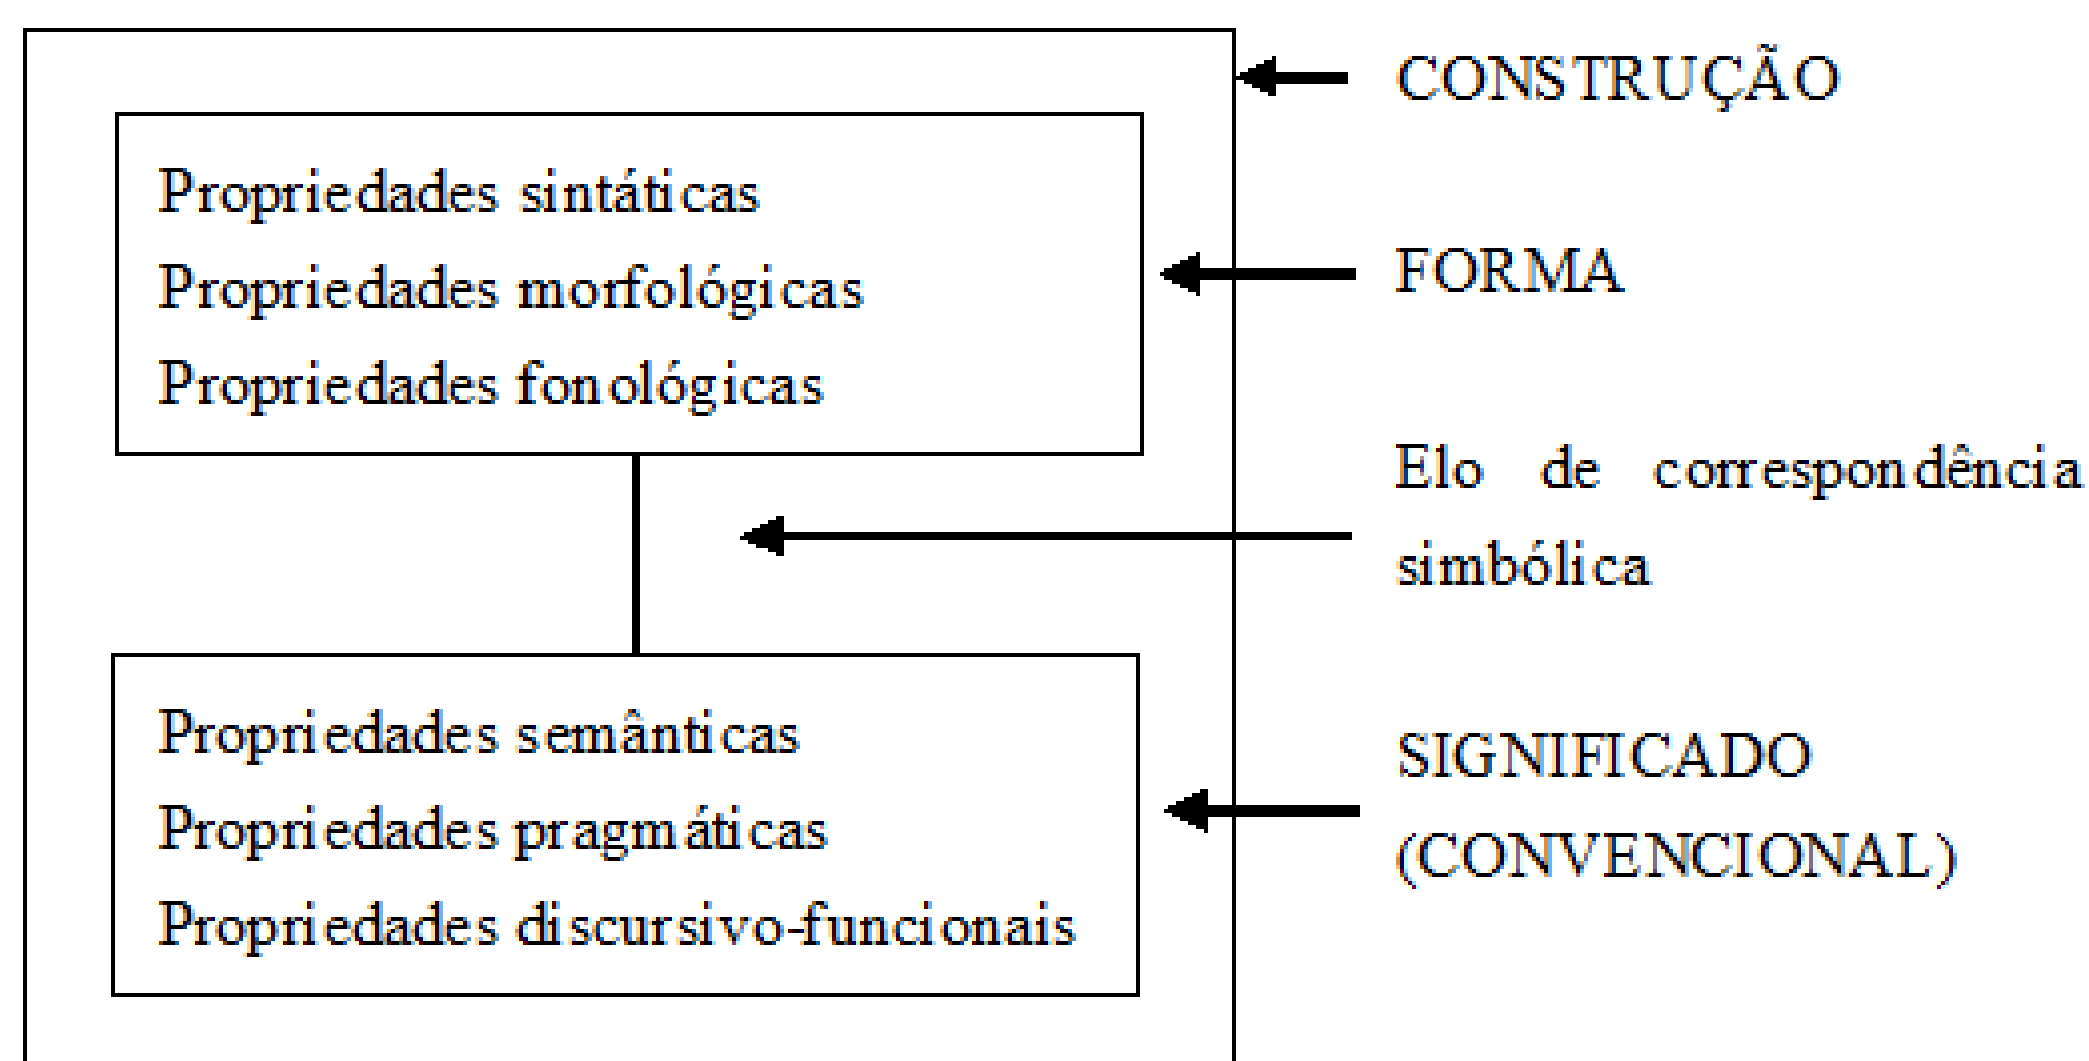 CONSTRUÇÃO
Propriedades sintáticas
Propriedades morfológicas
Propriedades fonológicas
FORMA
Elo de correspondência
simbólica
Propriedades semânticas
Propriedades pragmáticas
Propriedades discursivo-funcionais
SIGNIFICADO
(CONVENCIONAL)